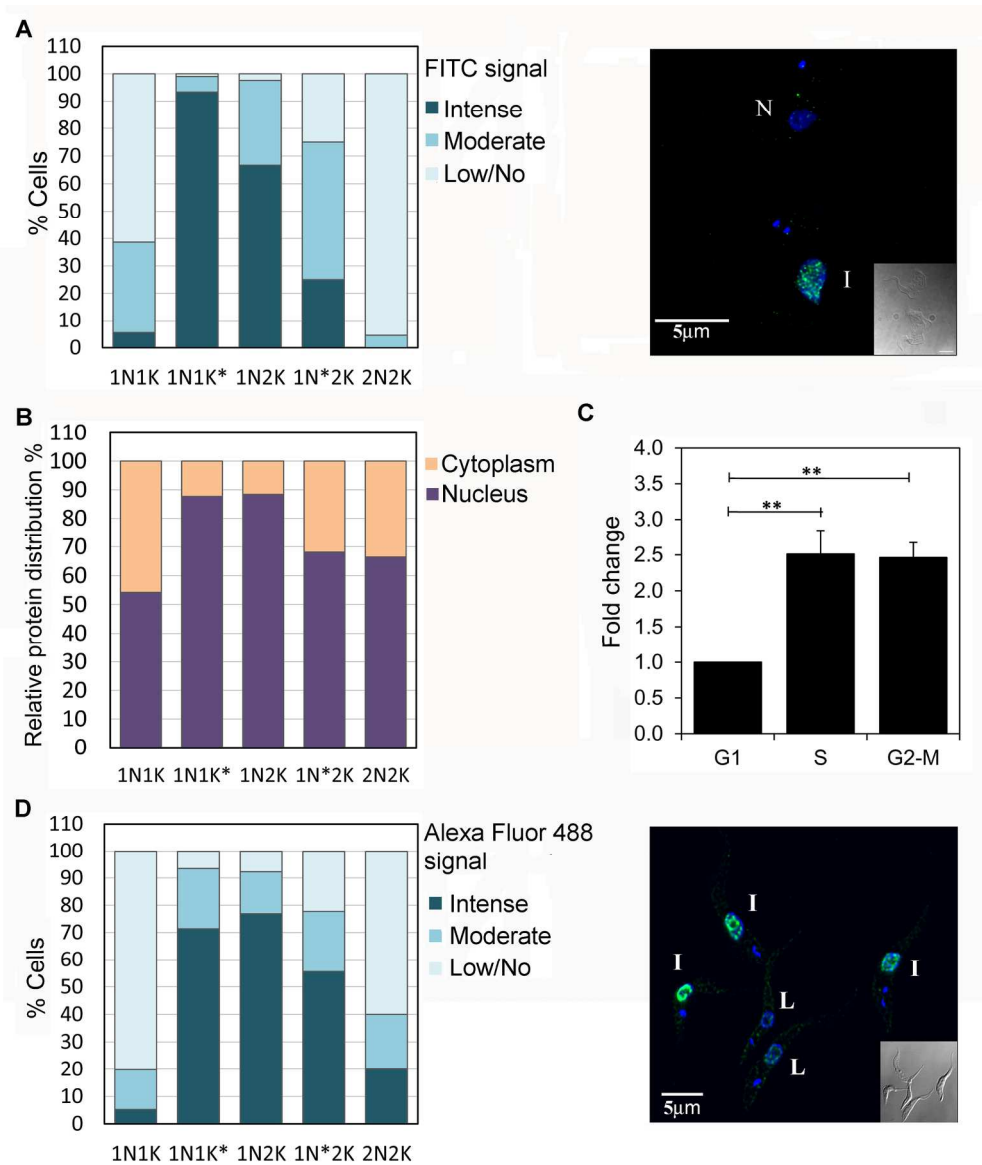 A
110
100
90
80
70
60
50
40
30
20
10
0
% Cells
1N1K 1N1K* 1N2K 1N*2K 2N2K
FITC signal
Intense
Moderate
Low/No
N
I
5µm
B
110
100
90
80
70
60
50
40
30
20
10
0
Relative protein distribution %
1N1K 1N1K* 1N2K 1N*2K 2N2K
Cytoplasm
Nucleus
C
4.0
3.5
3.0
2.5
2.0
1.5
1.0
0.5
0.0
Fold change
**
**
G1 S G2-M
D
110
100
90
80
70
60
50
40
30
20
10
0
% Cells
1N1K 1N1K* 1N2K 1N*2K 2N2K
Alexa Fluor 488
signal
Intense
Moderate
Low/No
I
I
I
L
L
5µm